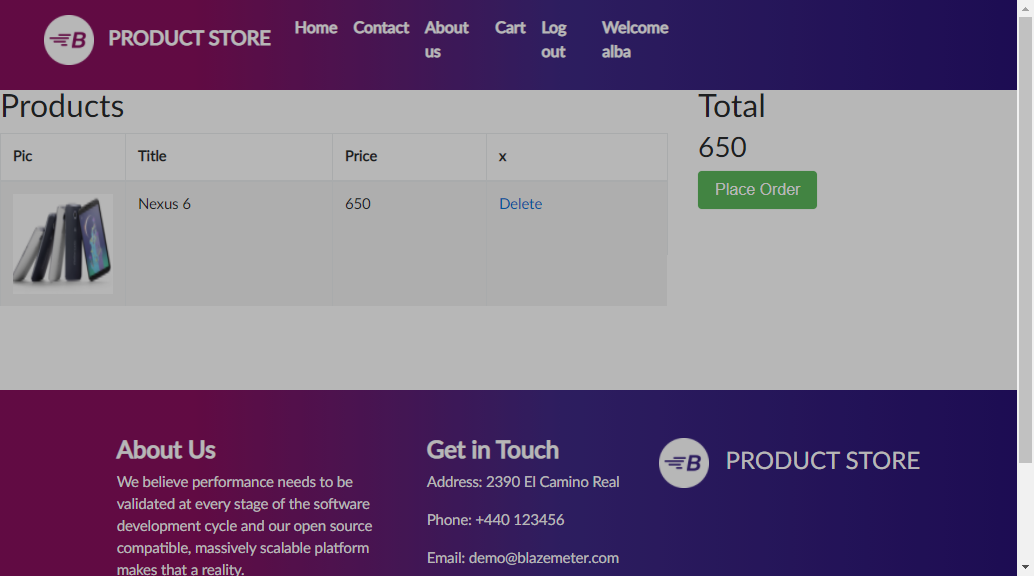 B PRODUCT STORE
Home Contact About us Cart Log out Welcome alba
Products
Pic Title Price x
Nexus 6 650 Delete
Total
650
Place Order
About Us
We believe performance needs to be
validated at every stage of the software
development cycle and our open source
compatible, massively scalable platform
makes that a reality.
Get in Touch
Address: 2390 El Camino Real
Phone: +440 123456
Email: demo@blazemeter.com
B PRODUCT STORE